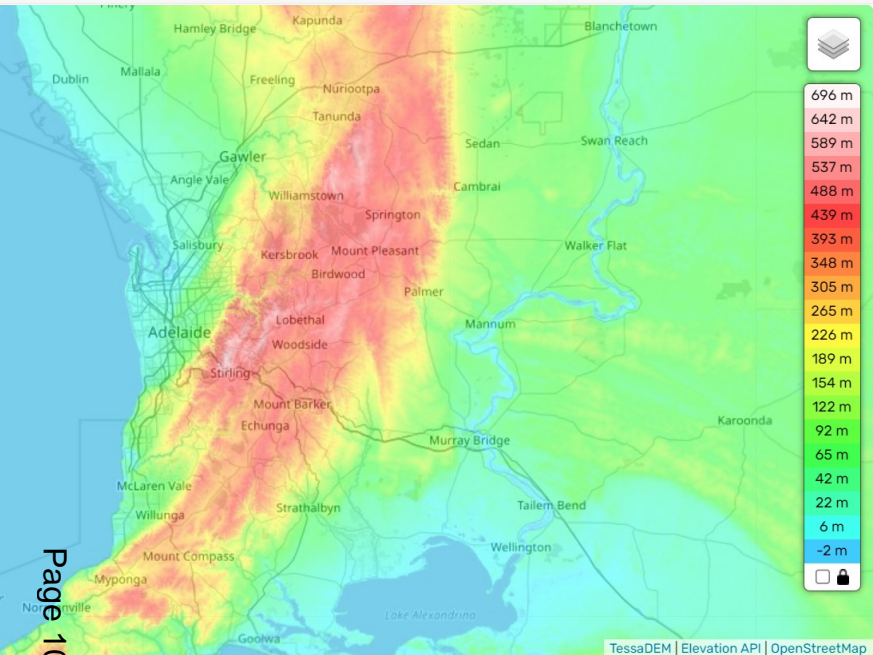 Kapunda
Hamley Bridge
Blanchetown
Dublin
Mallala
Freeling
Nuriootpa
Tanunda
Sedan
Swan Reach
Gawler
Angle Vale
Cambrai
Williamstown
Springton
Salisbury
Walker Flat
Kersbrook
Mount Pleasant
Birdwood
Palmer
Lobethal
Mannum
Adelaide
Woodside
Stirling
Mount Barker
Karoonda
Echunga
Murray Bridge
McLaren Vale
Strathalbyn
Tailem Bend
Willunga
Wellington
Mount Compass
Myponga
Lake Alexandrina
Goolwa
696 m
642 m
589 m
537 m
488 m
439 m
393 m
348 m
305 m
265 m
226 m
189 m
154 m
122 m
92 m
65 m
42 m
22 m
6 m
-2 m
Page 10
TessaDEM | Elevation API | OpenStreetMap